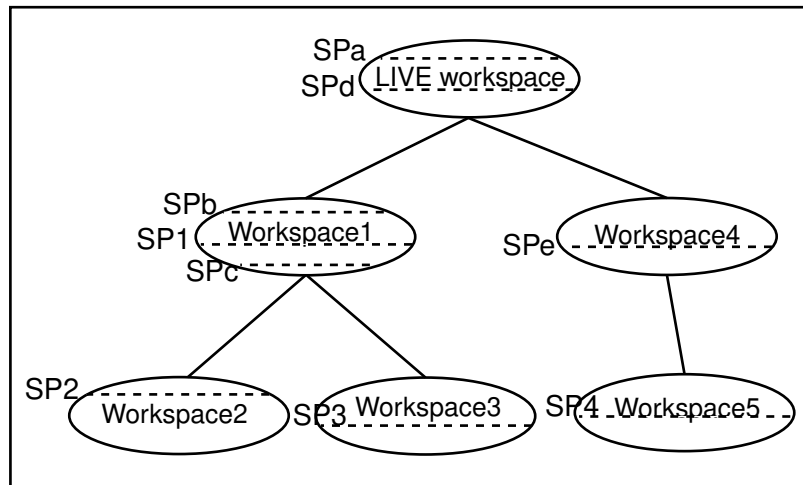 SPa
LIVE workspace
SPd
SPb
Workspace1
SP1
SPc
Workspace4
SPe
SP2
Workspace2
SP3
Workspace3
SP4
Workspace5